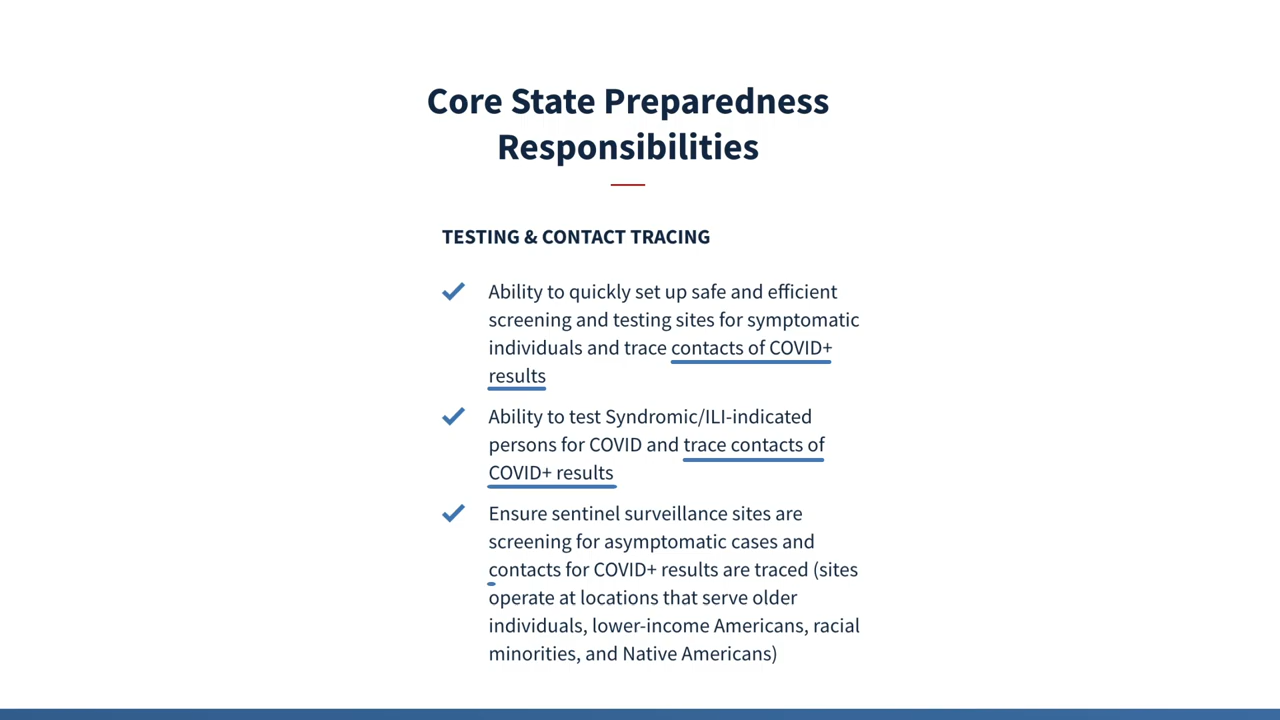 Core State Preparedness
Responsibilities
TESTING & CONTACT TRACING
Ability to quickly set up safe and efficient
screening and testing sites for symptomatic
individuals and trace contacts of COVID+
results
Ability to test Syndromic/ILI-indicated
persons for COVID and trace contacts of
COVID+ results
Ensure sentinel surveillance sites are
screening for asymptomatic cases and
contacts for COVID+ results are traced (sites
operate at locations that serve older
individuals, lower-income Americans, racial
minorities, and Native Americans)